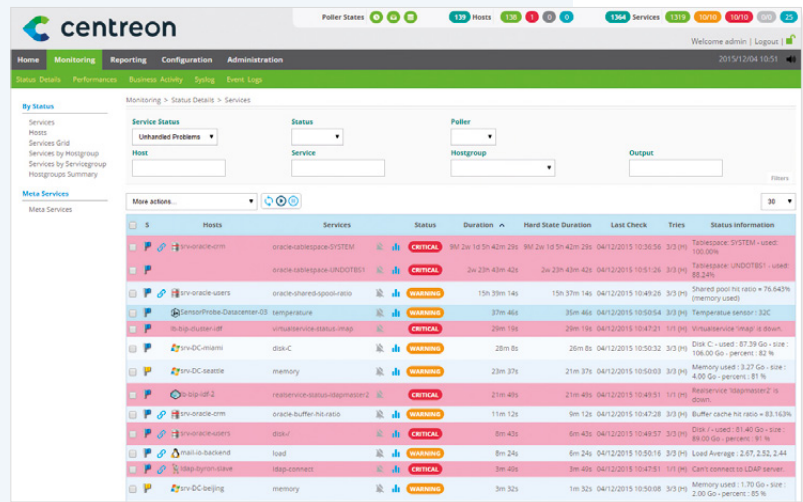 centreon
Poller States
139 Hosts 138 1 0 0
1364 Services 1319 10/10 10/10 0/0 25
Welcome admin | Logout |
Home Monitoring Reporting Configuration Administration
2015/12/04 10:51
Status Details Performances Business Activity Syslog Event Logs
By Status
Services
Hosts
Services Grid
Services by Hostgroup
Services by Servicegroup
Hostgroups Summary
Meta Services
Meta Services
Monitoring > Status Details > Services
Service Status Status Poller
Unhandled Problems
Host Service Hostgroup Output
Filters
More actions...
30
S Hosts Services Status Duration Hard State Duration Last Check Tries Status information
srv-oracle-crm oracle-tablespace-SYSTEM CRITICAL 9M 2w 1d 5h 42m 29s 9M 2w 1d 5h 42m 29s 04/12/2015 10:36:56 3/3 (H) Tablespace: SYSTEM - used: 100.00%
oracle-tablespace-UNDOTBS1 CRITICAL 2w 23h 43m 42s 2w 23h 43m 42s 04/12/2015 10:51:26 3/3 (H) Tablespace: UNDOTBS1 - used: 88.24%
srv-oracle-users oracle-shared-spool-ratio WARNING 15h 39m 14s 15h 37m 14s 04/12/2015 10:49:26 3/3 (H) Shared pool hit ratio = 76.643% (memory used)
SensorProbe-Datacenter-03 temperature WARNING 37m 46s 35m 46s 04/12/2015 10:50:54 3/3 (H) Temperatue sensor : 32C
lb-bip-cluster-idf virtualservice-status-imap CRITICAL 29m 19s 29m 19s 04/12/2015 10:47:21 1/1 (H) Virtualservice 'imap' is down.
srv-DC-miami disk-C WARNING 28m 8s 26m 8s 04/12/2015 10:50:32 3/3 (H) Disk C: - used : 87.39 Go - size : 106.00 Go - percent : 82 %
srv-DC-seattle memory WARNING 23m 37s 21m 37s 04/12/2015 10:50:03 3/3 (H) Memory used : 3.27 Go - size : 4.00 Go - percent : 81 %
lb-bip-idf-2 realservice-status-ldapmaster2 CRITICAL 21m 49s 21m 49s 04/12/2015 10:49:51 1/1 (H) Realservice 'ldapmaster2' is down.
srv-oracle-crm oracle-buffer-hit-ratio WARNING 11m 12s 9m 12s 04/12/2015 10:47:28 3/3 (H) Buffer cache hit ratio = 83.163%
srv-oracle-users disk-/ CRITICAL 8m 43s 6m 43s 04/12/2015 10:49:57 3/3 (H) Disk / - used : 81.40 Go - size : 89.00 Go - percent : 91 %
mail-io-backend load WARNING 8m 24s 6m 24s 04/12/2015 10:50:16 3/3 (H) Load Average : 2.67, 2.52, 2.44
ldap-byron-slave ldap-connect CRITICAL 3m 49s 3m 49s 04/12/2015 10:47:51 1/1 (H) Can't connect to LDAP server.
srv-DC-beijing memory WARNING 3m 32s 1m 32s 04/12/2015 10:50:08 3/3 (H) Memory used : 1.70 Go - size : 2.00 Go - percent : 85 %